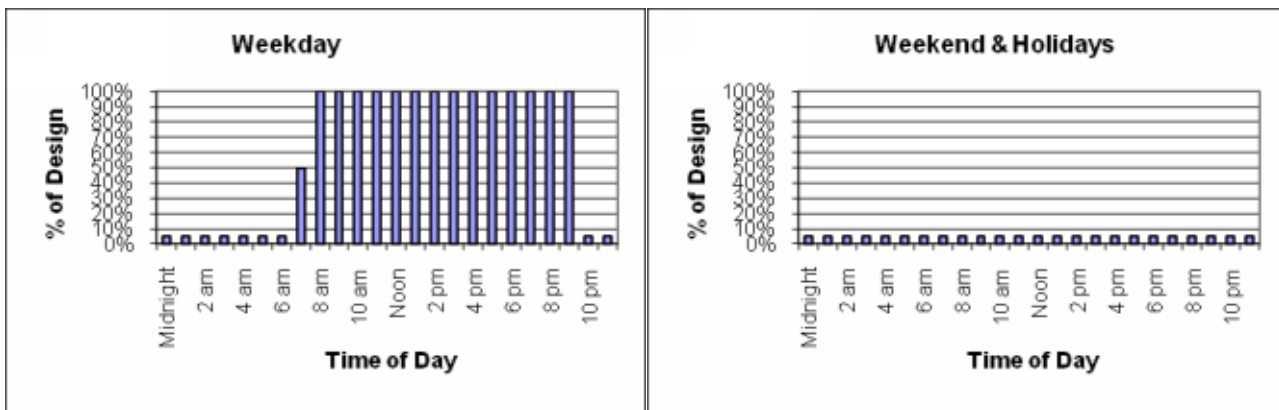 Weekday
100%
90%
80%
70%
60%
50%
40%
30%
20%
10%
0%
% of Design
Midnight
2 am
4 am
6 am
8 am
10 am
Noon
2 pm
4 pm
6 pm
8 pm
10 pm
Time of Day
Weekend & Holidays
100%
90%
80%
70%
60%
50%
40%
30%
20%
10%
0%
% of Design
Midnight
2 am
4 am
6 am
8 am
10 am
Noon
2 pm
4 pm
6 pm
8 pm
10 pm
Time of Day